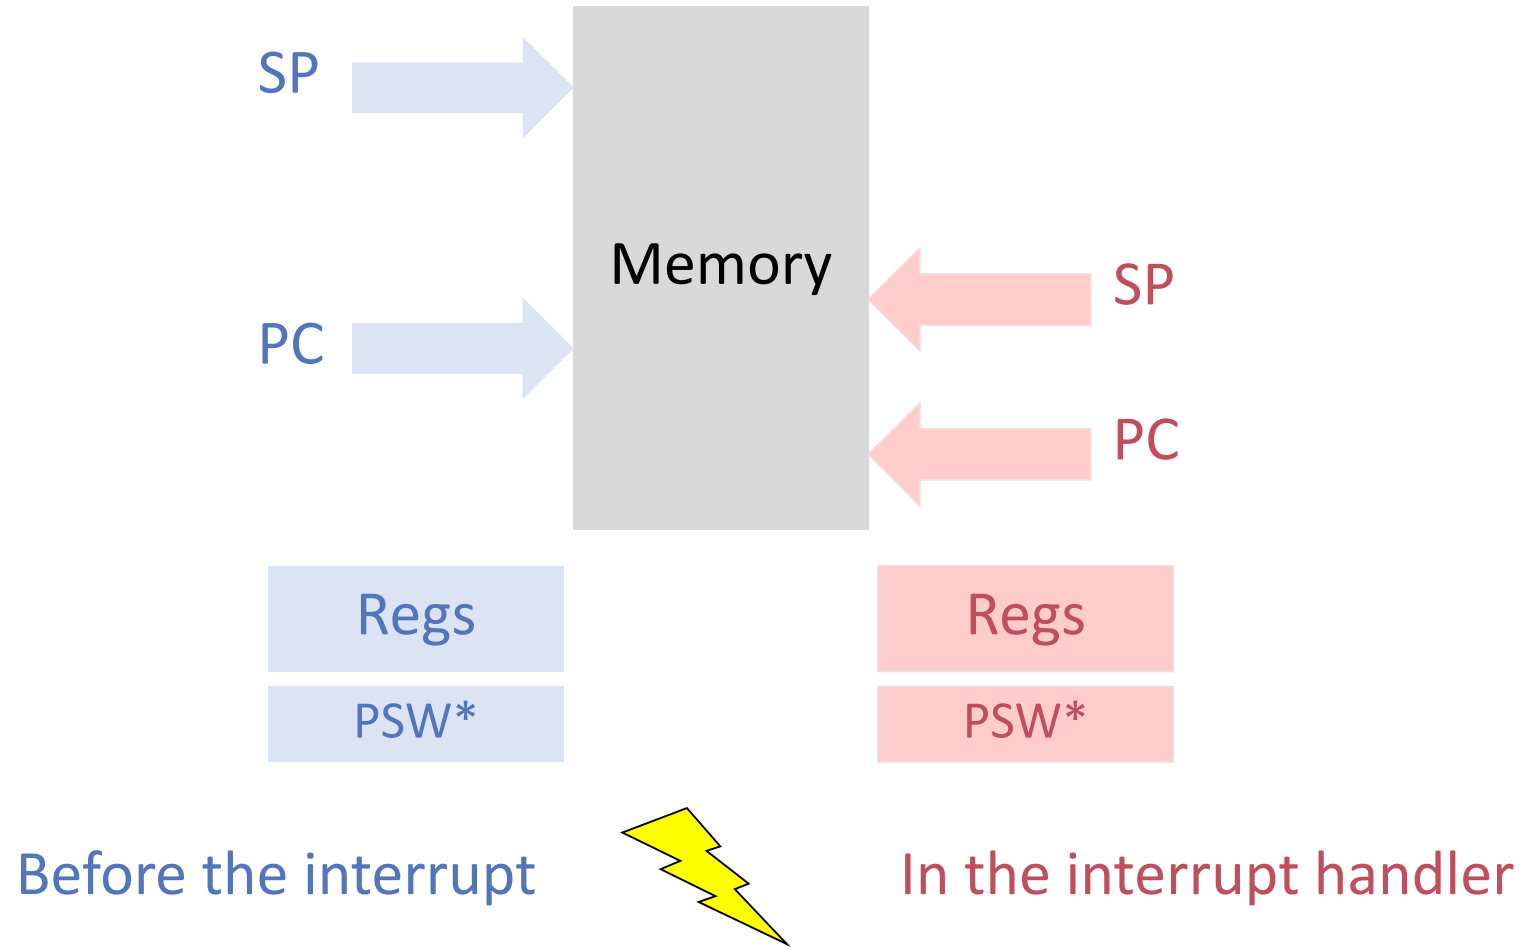 SP
Memory
SP
PC
PC
Regs
Regs
PSW*
PSW*
Before the interrupt
In the interrupt handler